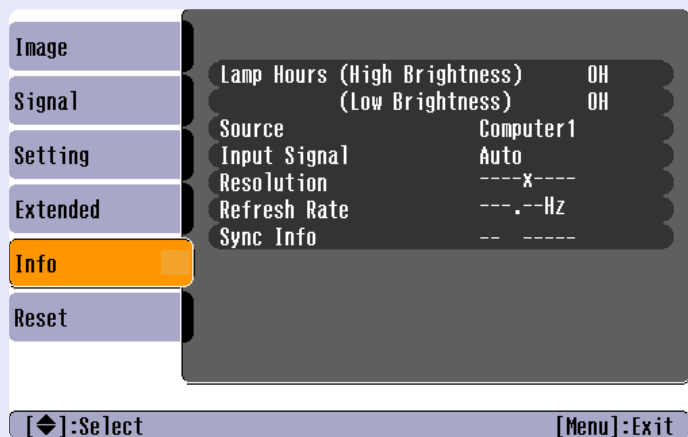 Image
Signal
Setting
Extended
Info
Reset
Lamp Hours (High Brightness) 0H
(Low Brightness) 0H
Source Computer1
Input Signal Auto
Resolution ----x----
Refresh Rate ---.--Hz
Sync Info -- -----
[◆]:Select [Menu]:Exit